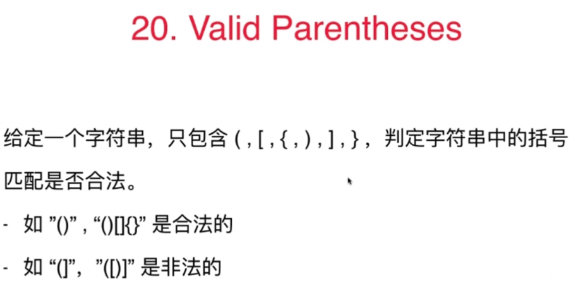 20. Valid Parentheses
给定一个字符串，只包含 ( , [ , { , ) , ] , } ，判定字符串中的括号
匹配是否合法。
- 如 ”()” , “()[]{}” 是合法的
- 如 “(]”， ”([)]” 是非法的